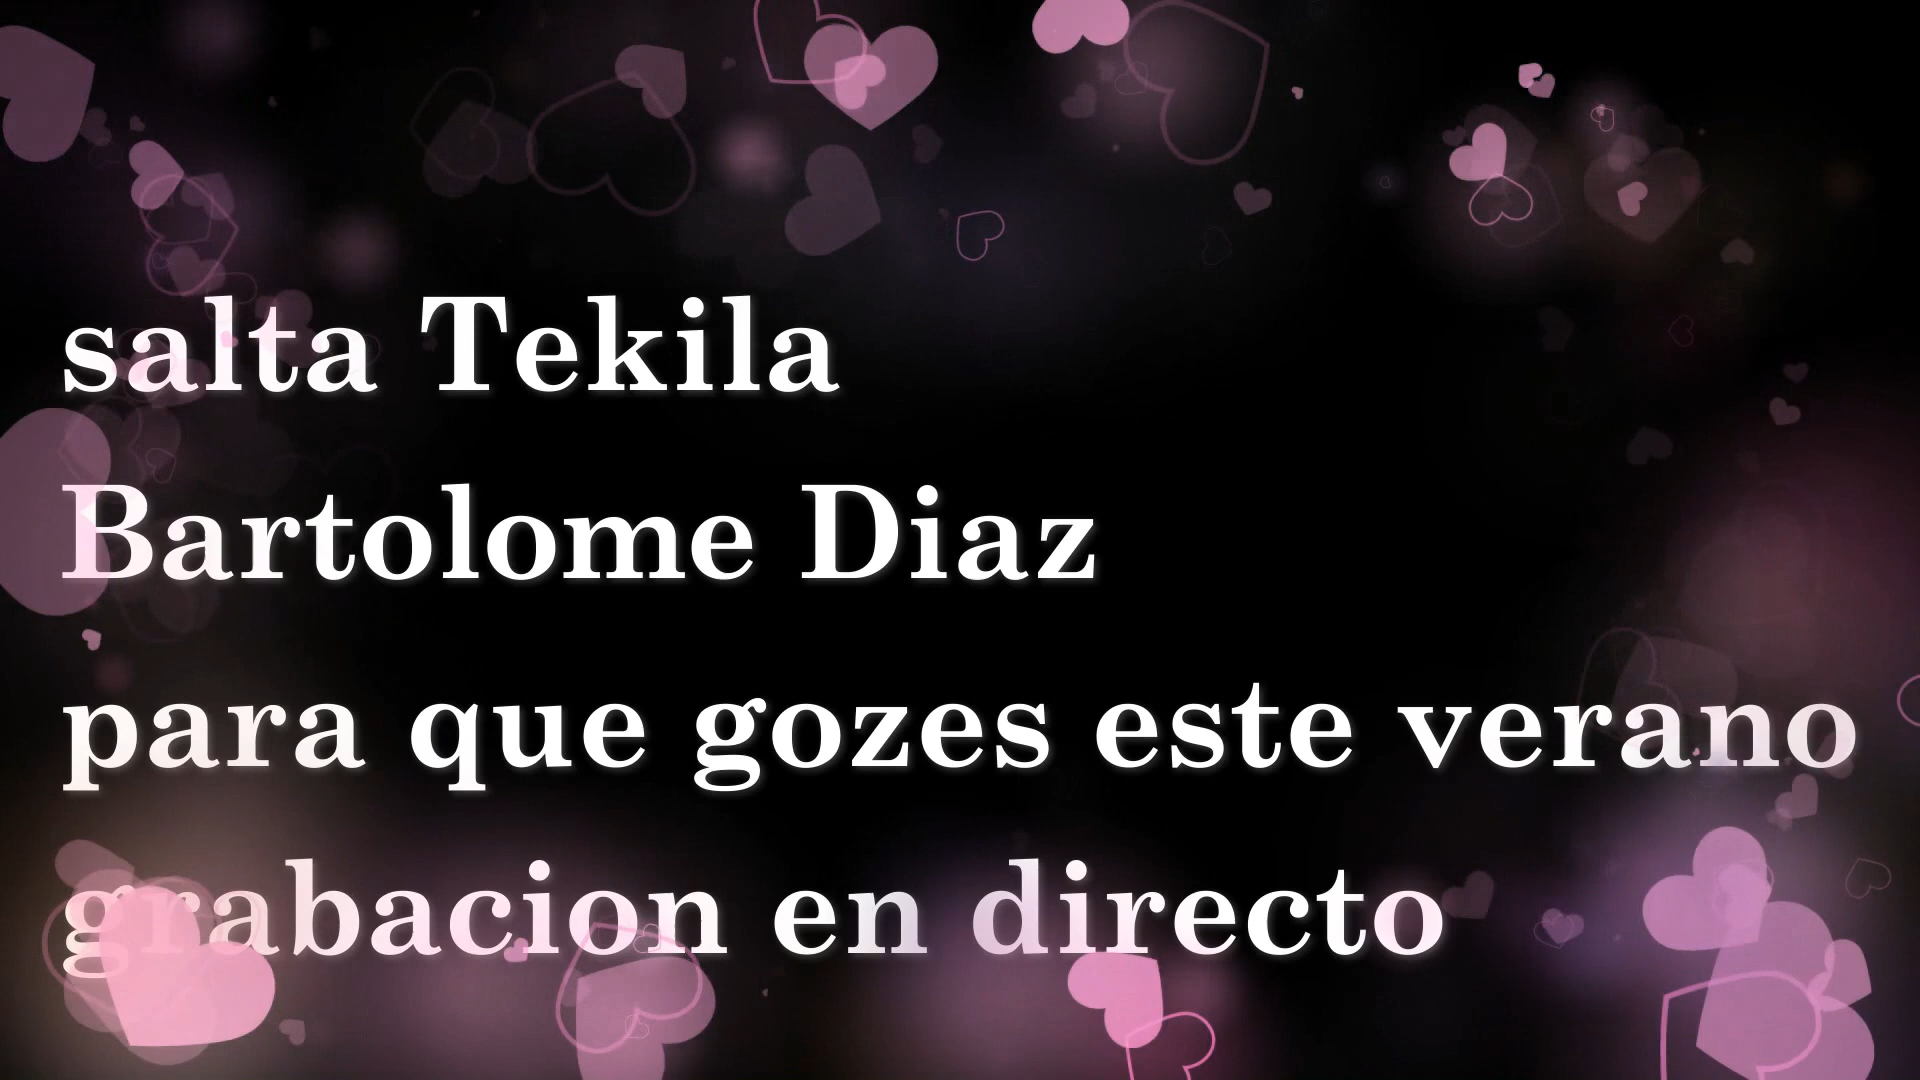 salta Tekila
Bartolome Diaz
para que gozes este verano
grabacion en directo